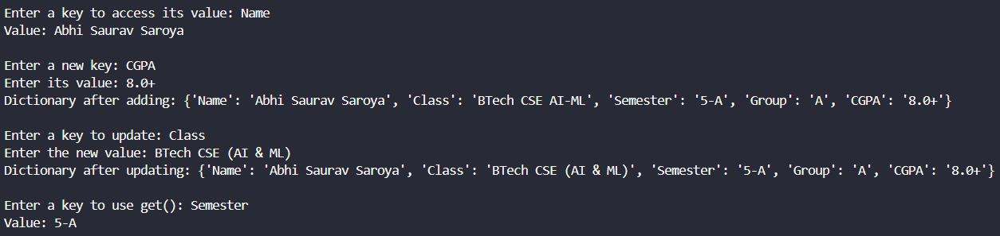 Enter a key to access its value: Name
Value: Abhi Saurav Saroya
Enter a new key: CGPA
Enter its value: 8.0+
Dictionary after adding: {'Name': 'Abhi Saurav Saroya', 'Class': 'BTech CSE AI-ML', 'Semester': '5-A', 'Group': 'A', 'CGPA': '8.0+'}
Enter a key to update: Class
Enter the new value: BTech CSE (AI & ML)
Dictionary after updating: {'Name': 'Abhi Saurav Saroya', 'Class': 'BTech CSE (AI & ML)', 'Semester': '5-A', 'Group': 'A', 'CGPA': '8.0+'}
Enter a key to use get(): Semester
Value: 5-A